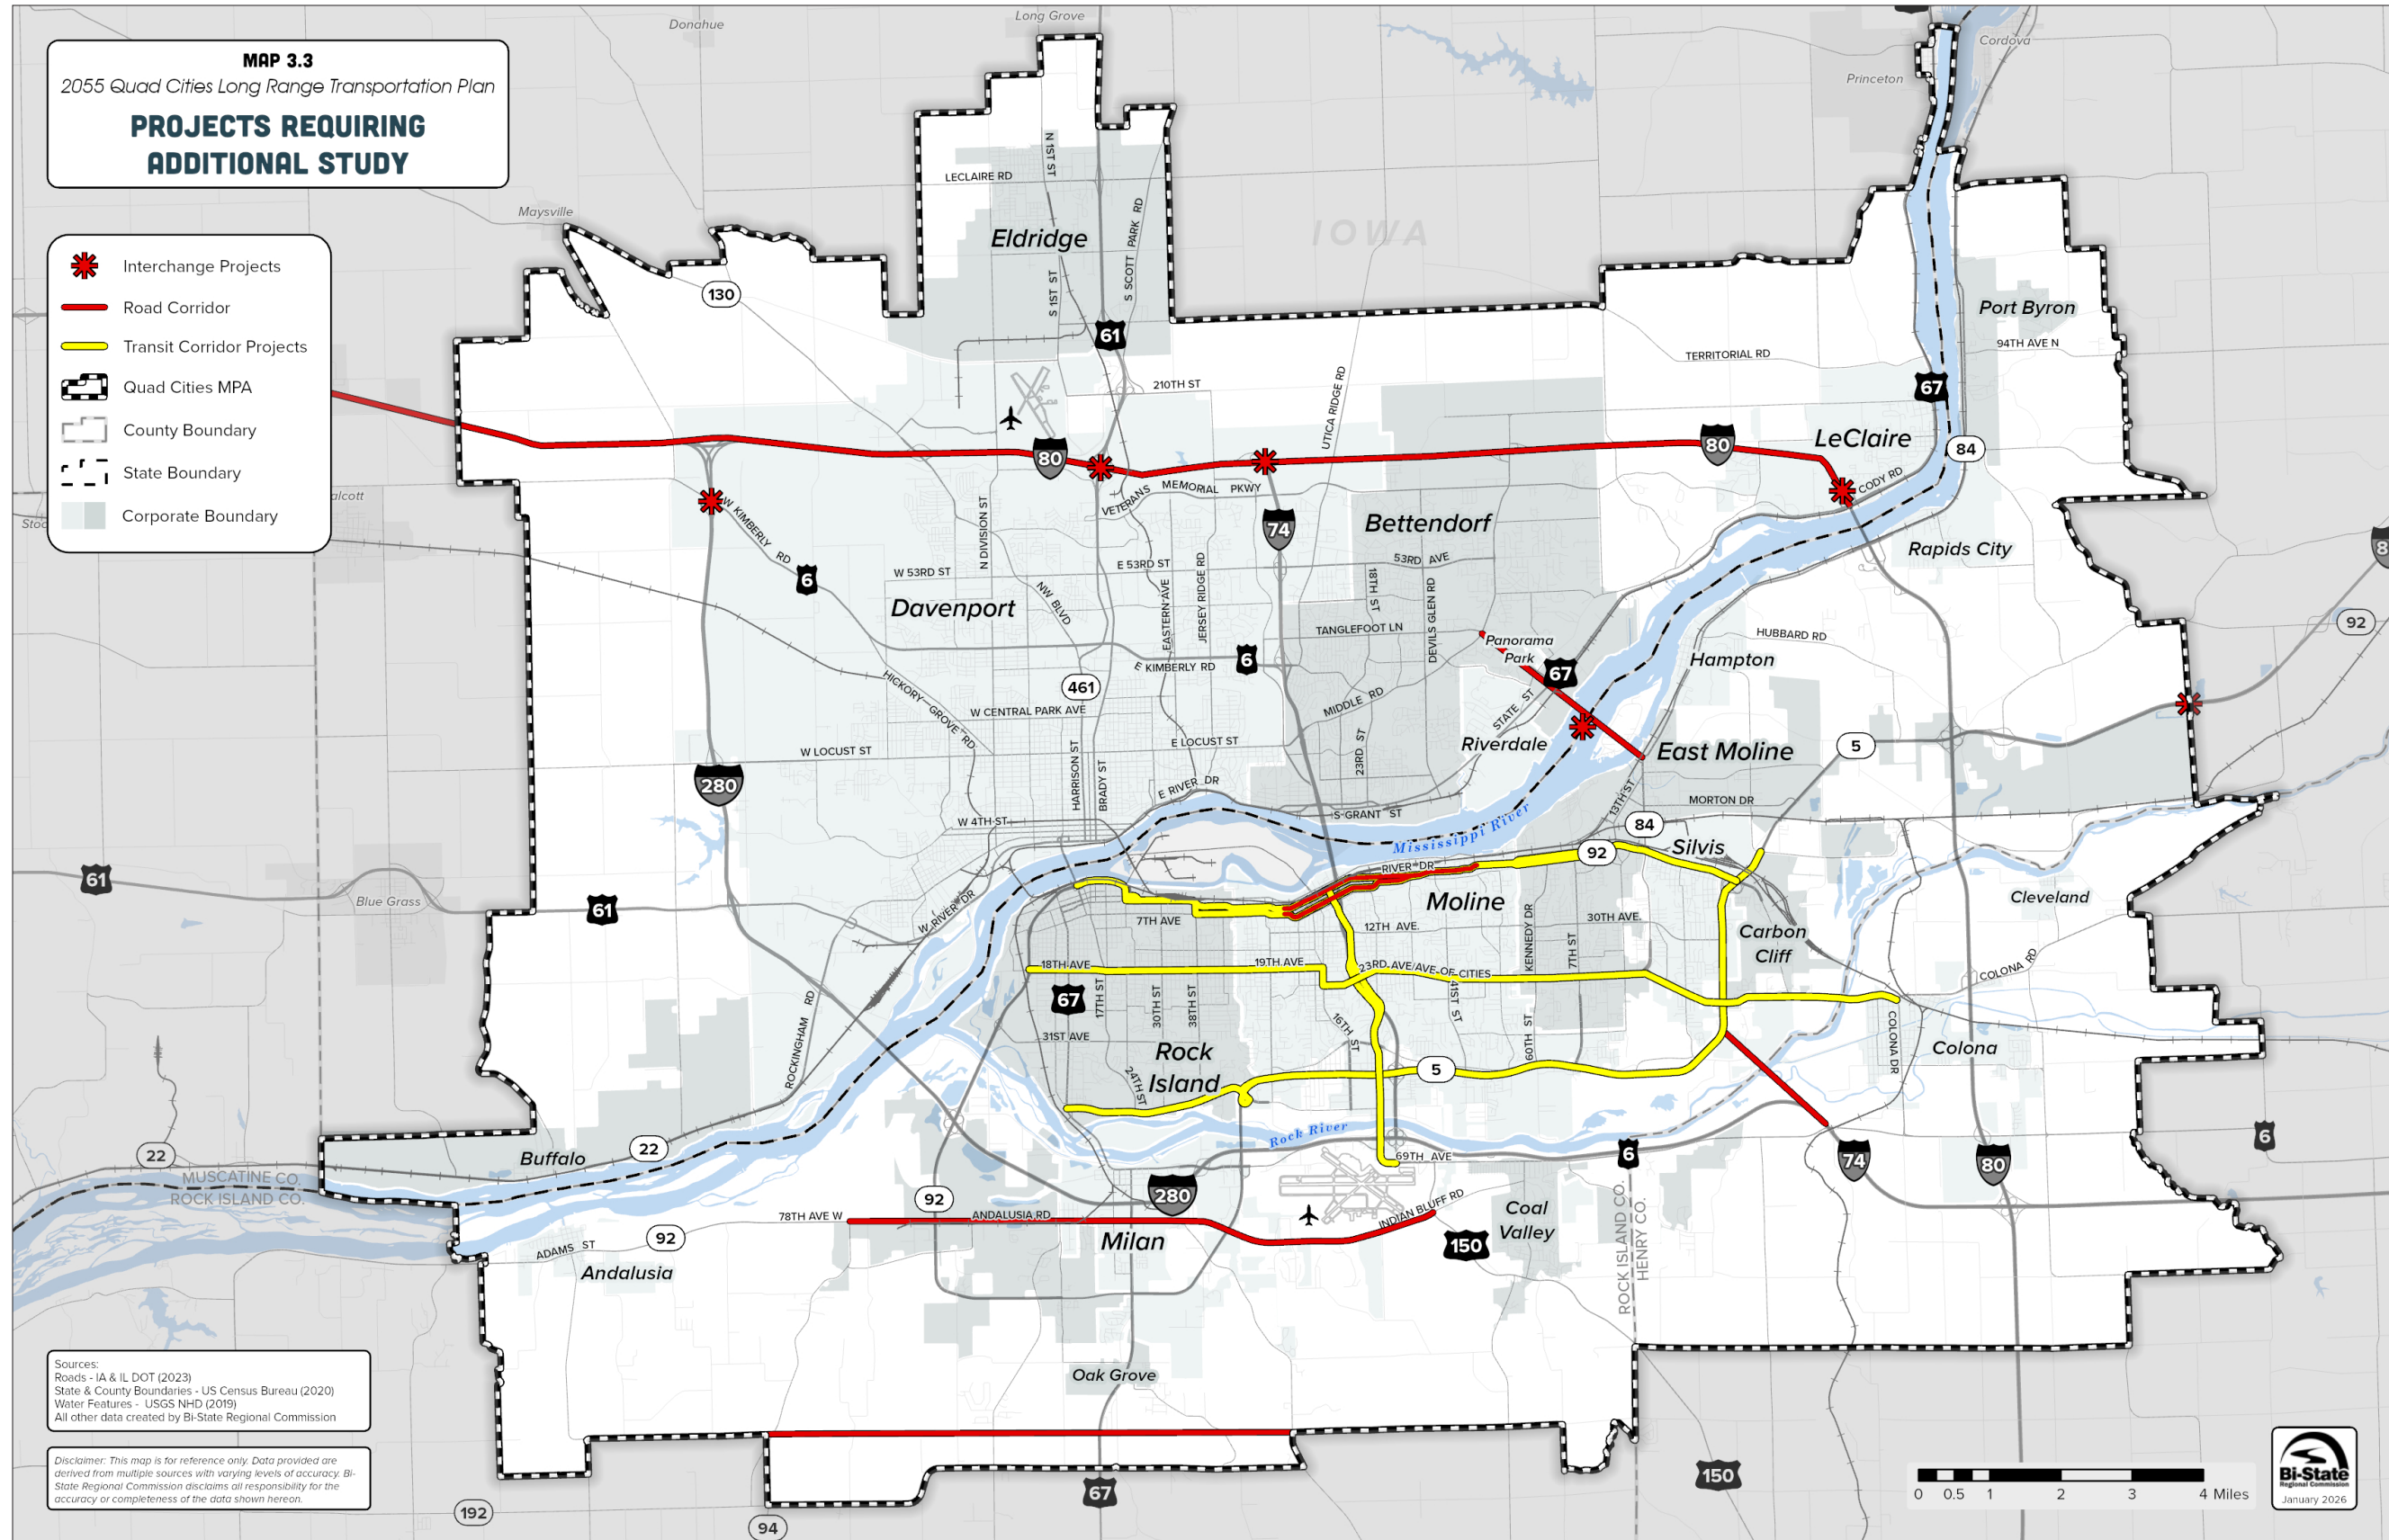 MAP 3.3
2055 Quad Cities Long Range Transportation Plan
PROJECTS REQUIRING
ADDITIONAL STUDY
Interchange Projects
Road Corridor
Transit Corridor Projects
Quad Cities MPA
County Boundary
State Boundary
Corporate Boundary
Donahue
Long Grove
Cordova
Princeton
Maysville
IOWA
N 1ST ST
LECLAIRE RD
S SCOTT PARK RD
Eldridge
S 1ST ST
130
61
Port Byron
94TH AVE N
TERRITORIAL RD
67
210TH ST
UTICA RIDGE RD
80
80
LeClaire
84
CODY RD
alcott
W KIMBERLY RD
VETERANS MEMORIAL PKWY
N DIVISION ST
74
Bettendorf
Rapids City
6
W 53RD ST
E 53RD ST
53RD AVE
Davenport
NW BLVD
EASTERN AVE
JERSEY RIDGE RD
18TH ST
DEVILS GLEN RD
TANGLEFOOT LN
Panorama
Park
HUBBARD RD
92
Hampton
E KIMBERLY RD
6
67
461
HICKORY GROVE RD
W CENTRAL PARK AVE
MIDDLE RD
STATE ST
W LOCUST ST
E LOCUST ST
23RD ST
Riverdale
East Moline
5
280
HARRISON ST
BRADY ST
E RIVER DR
13TH ST
MORTON DR
W 4TH ST
S GRANT ST
Mississippi River
84
92
Silvis
61
Blue Grass
61
RIVER DR
Moline
Cleveland
W RIVER DR
7TH AVE
12TH AVE.
KENNEDY DR
7TH ST
30TH AVE.
Carbon
Cliff
18TH AVE
19TH AVE
23RD AVE/AVE OF CITIES
COLONA RD
67
17TH ST
30TH ST
38TH ST
41ST ST
ROCKINGHAM RD
31ST AVE
16TH ST
60TH ST
COLONA DR
Colona
Rock
Island
24TH ST
5
Rock River
22
22
Buffalo
MUSCATINE CO.
ROCK ISLAND CO.
69TH AVE
6
6
74
80
280
92
78TH AVE W
ANDALUSIA RD
INDIAN BLUFF RD
Coal
Valley
ROCK ISLAND CO.
HENRY CO.
ADAMS ST
92
Milan
150
Andalusia
Oak Grove
Sources:
Roads - IA & IL DOT (2023)
State & County Boundaries - US Census Bureau (2020)
Water Features - USGS NHD (2019)
All other data created by Bi-State Regional Commission
Disclaimer: This map is for reference only. Data provided are
derived from multiple sources with varying levels of accuracy. Bi-
State Regional Commission disclaims all responsibility for the
accuracy or completeness of the data shown hereon.
192
94
67
150
0 0.5 1 2 3 4 Miles
Bi-State
Regional Commission
January 2026